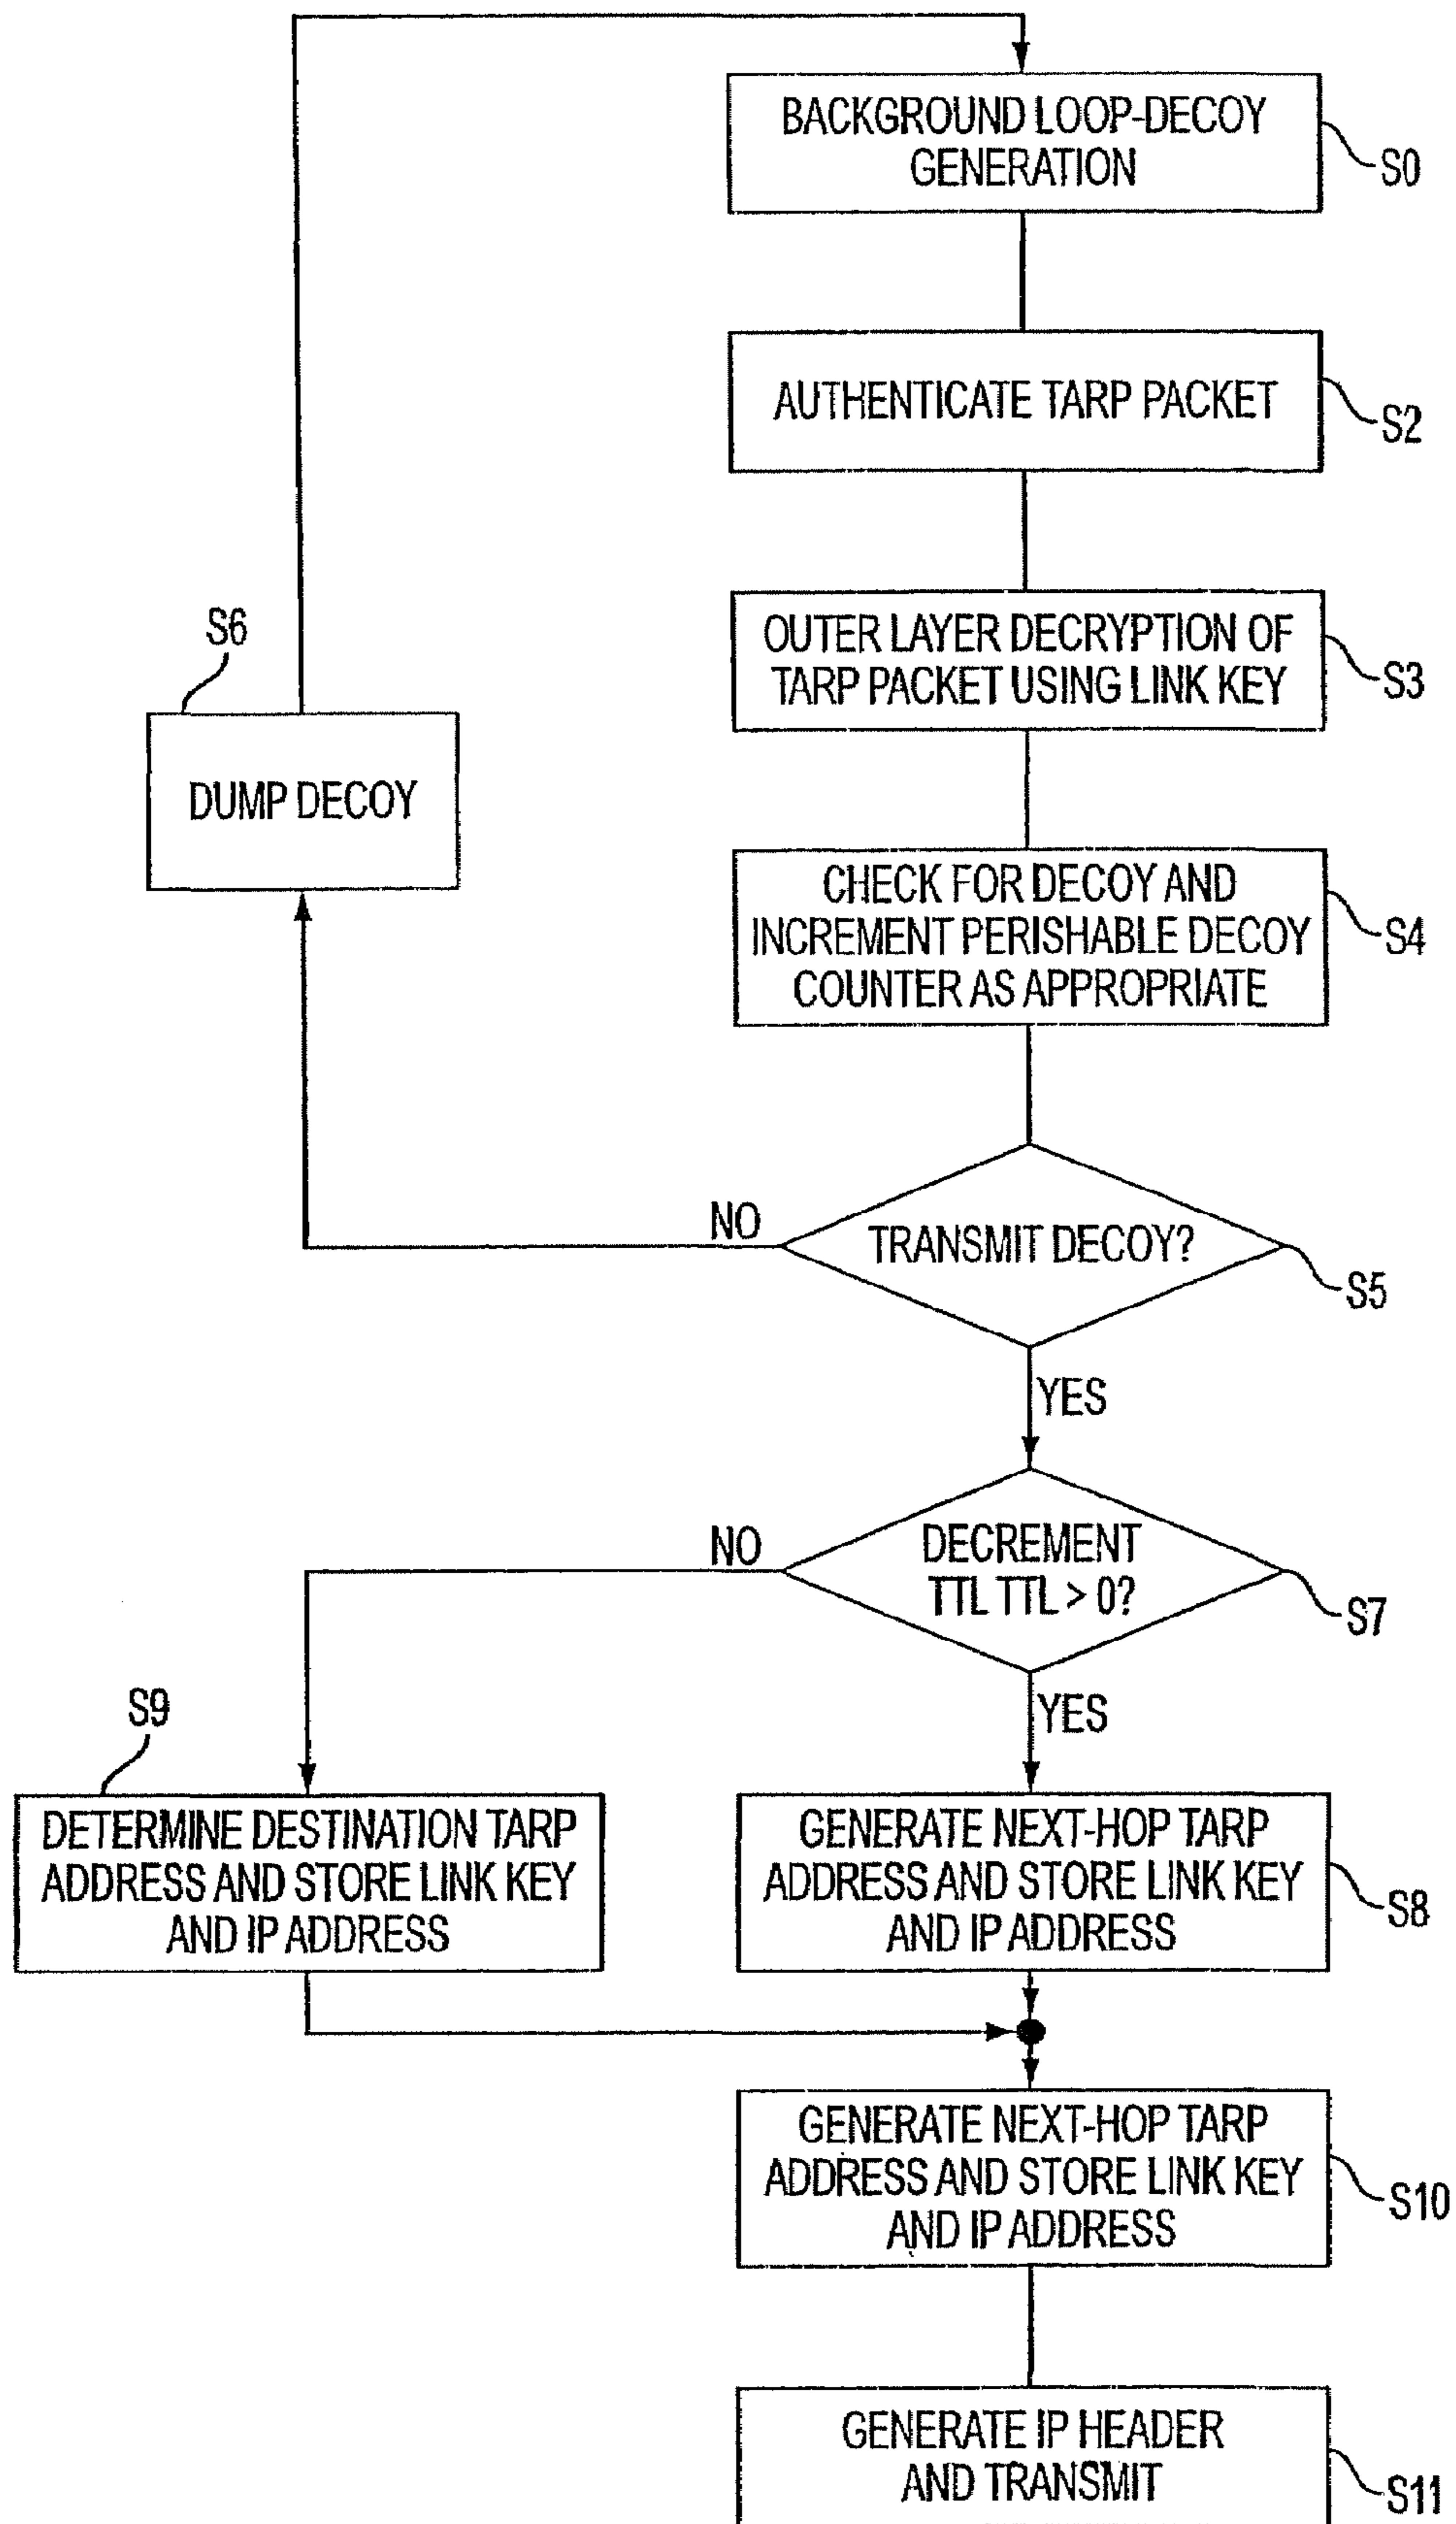 BACKGROUND LOOP-DECOY
GENERATION
S0
AUTHENTICATE TARP PACKET
S2
OUTER LAYER DECRYPTION OF
TARP PACKET USING LINK KEY
S3
S6
DUMP DECOY
CHECK FOR DECOY AND
INCREMENT PERISHABLE DECOY
COUNTER AS APPROPRIATE
S4
NO
TRANSMIT DECOY?
S5
YES
NO
DECREMENT
TTL TTL > 0?
S7
YES
S9
DETERMINE DESTINATION TARP
ADDRESS AND STORE LINK KEY
AND IP ADDRESS
GENERATE NEXT-HOP TARP
ADDRESS AND STORE LINK KEY
AND IP ADDRESS
S8
GENERATE NEXT-HOP TARP
ADDRESS AND STORE LINK KEY
AND IP ADDRESS
S10
GENERATE IP HEADER
AND TRANSMIT
S11